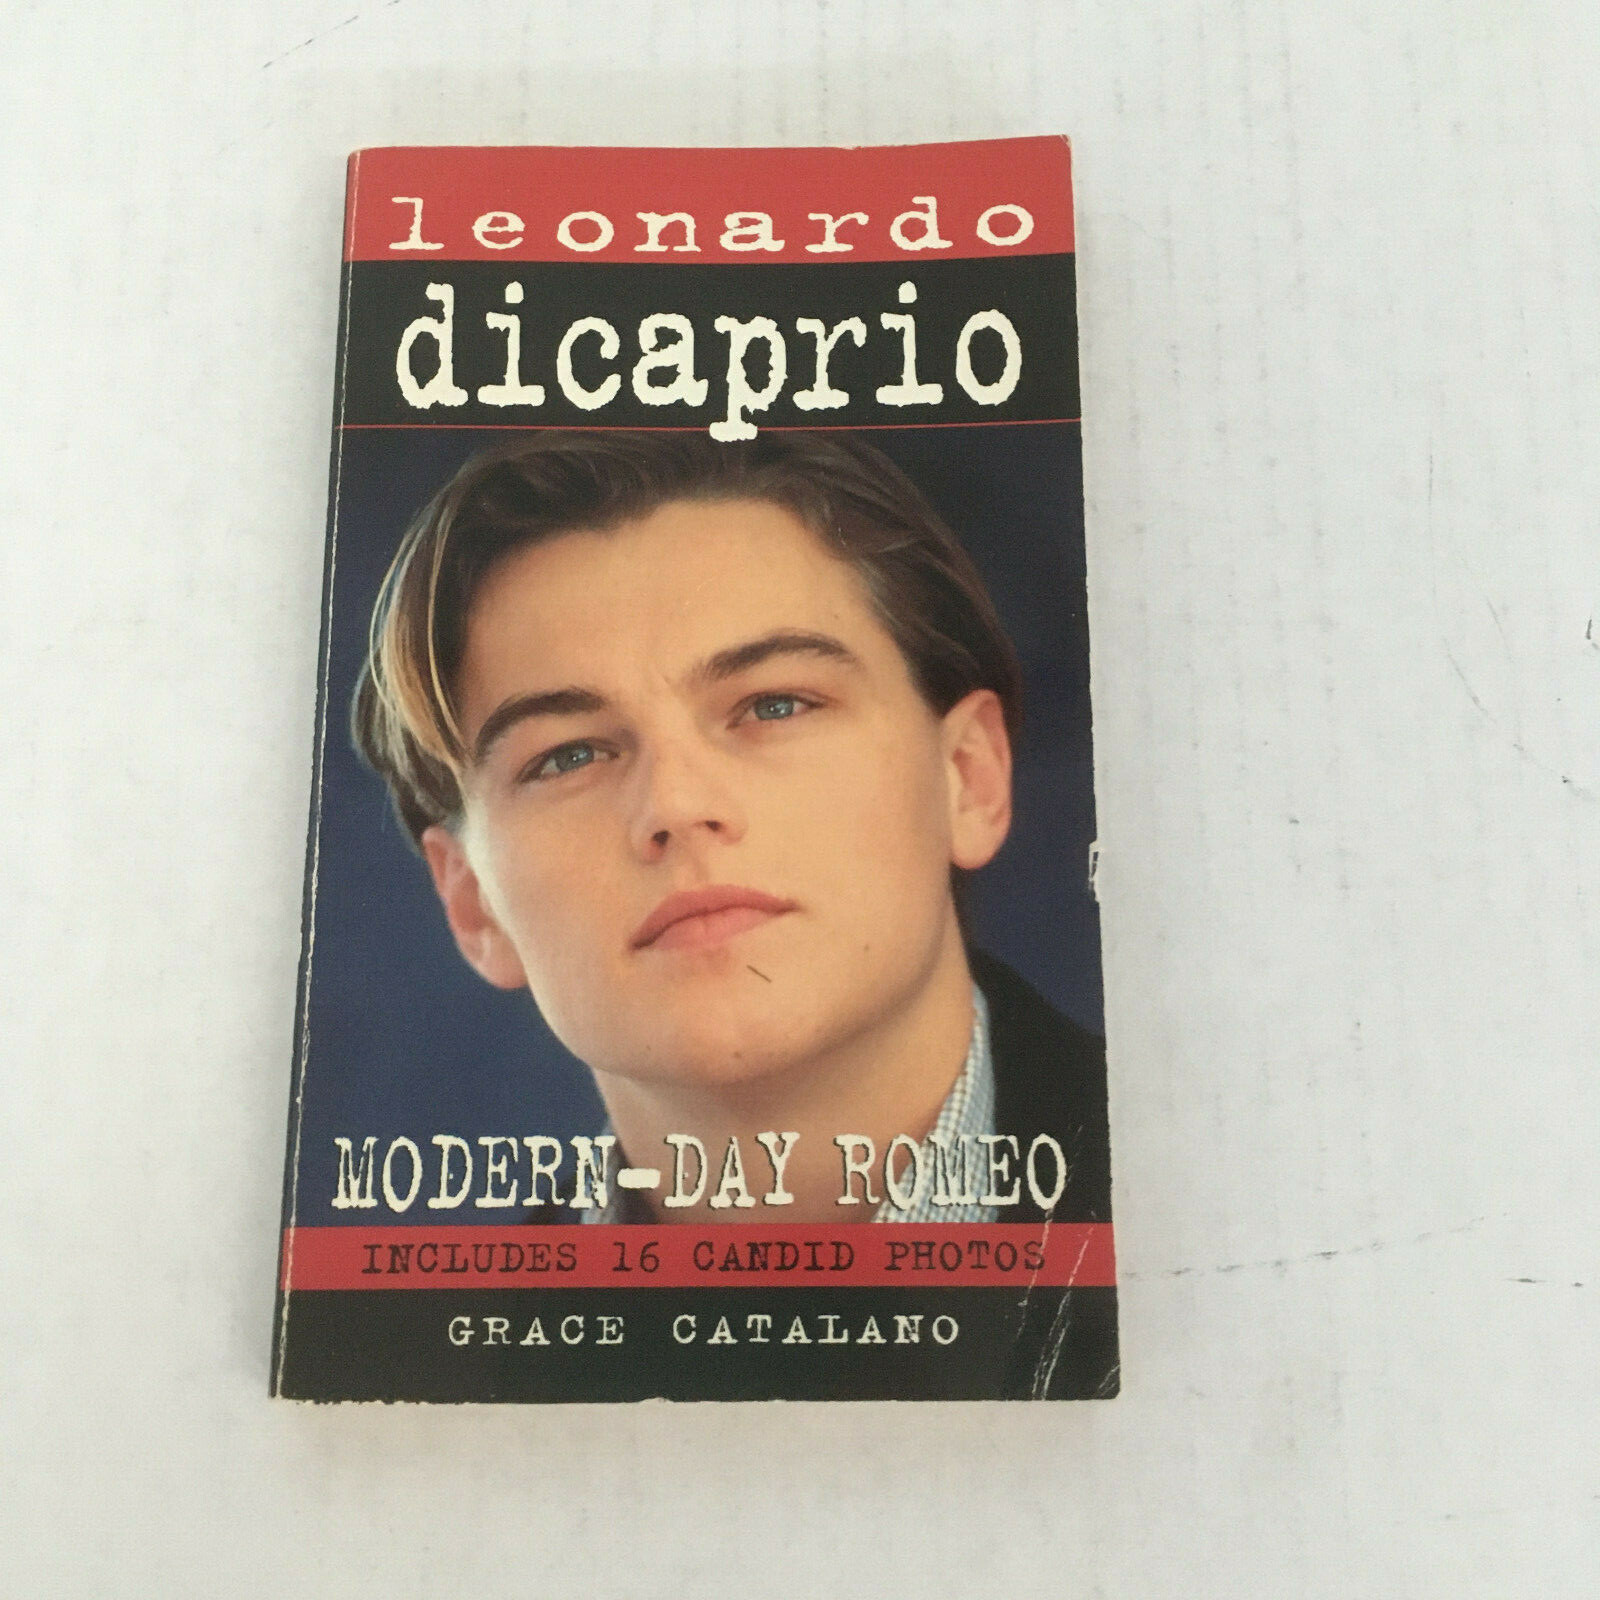 leonardo
dicaprio
MODERN-DAY ROMEO
INCLUDES 16 CANDID PHOTOS
GRACE CATALANO